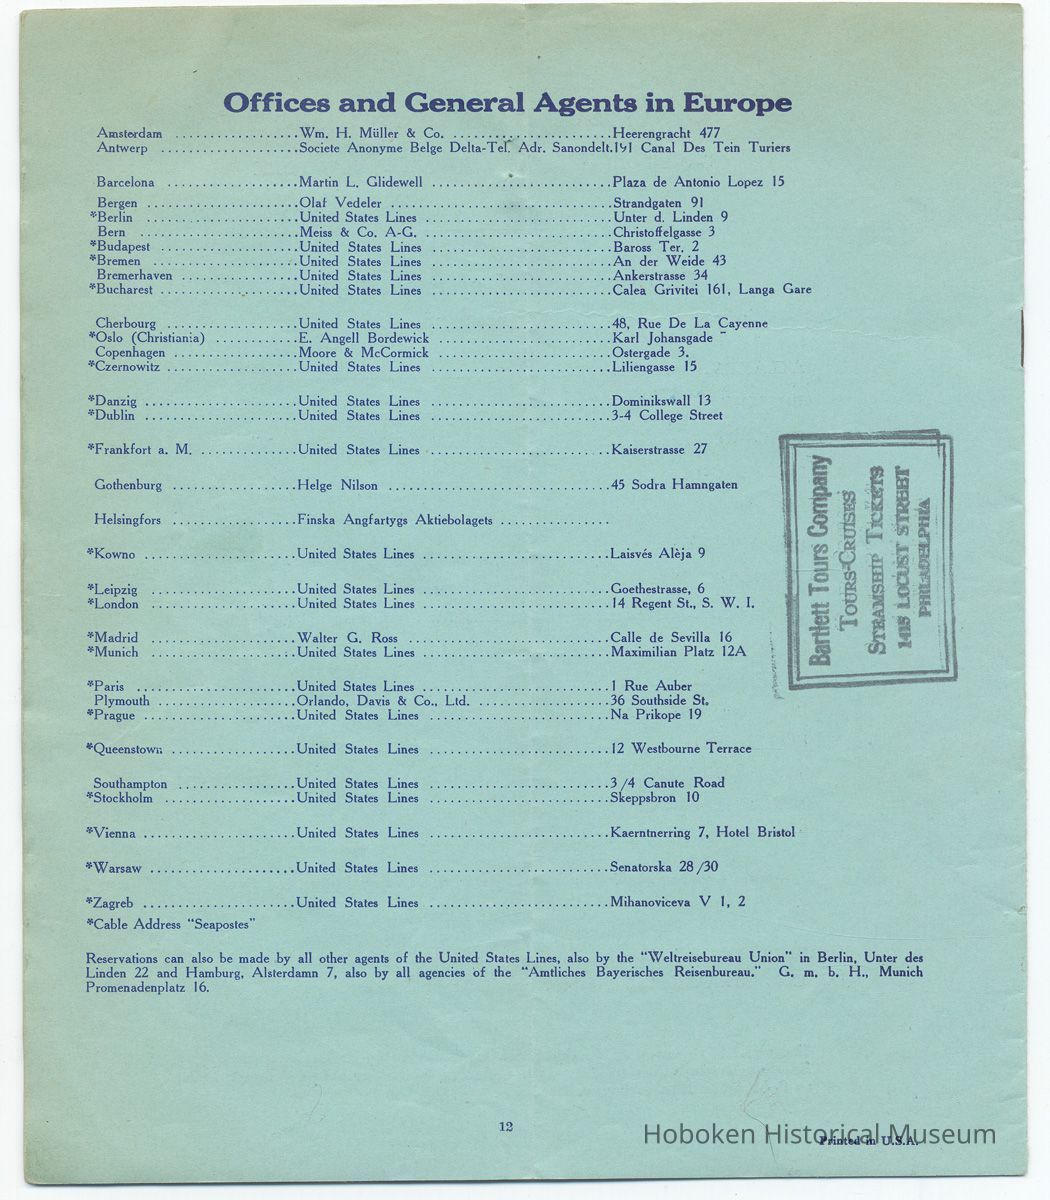 Offices and General Agents in Europe
Amsterdam ................. Wm. H. Müller & Co. ...................... Heerengracht 477
Antwerp ................... Societe Anonyme Belge Delta-Tel. Adr. Sanondelt. 191 Canal Des Tein Turiers
Barcelona .................. Martin L. Glidewell ......................... Plaza de Antonio Lopez 15
Bergen ...................... Olaf Vedeler ............................... Strandgaten 91
*Berlin ..................... United States Lines ......................... Unter d. Linden 9
Bern ...................... Meiss & Co. A-G. ........................... Christoffelgasse 3
*Budapest ................... United States Lines ......................... Baross Ter. 2
*Bremen .................... United States Lines ......................... An der Weide 43
Bremerhaven ................ United States Lines ......................... Ankerstrasse 34
*Bucharest ................... United States Lines ......................... Calea Grivitei 161, Langa Gare
Cherbourg .................. United States Lines ......................... 48, Rue De La Cayenne
*Oslo (Christiania) ........... E. Angell Bordewick ........................ Karl Johansgade
Copenhagen ................. Moore & McCormick ......................... Ostergade 3.
*Czernowitz .................. United States Lines ......................... Liliengasse 15
*Danzig ..................... United States Lines ......................... Dominikswall 13
*Dublin ..................... United States Lines ......................... 3-4 College Street
*Frankfort a. M. ............. United States Lines ......................... Kaiserstrasse 27
Gothenburg .................. Helge Nilson ............................... 45 Sodra Hamngaten
Helsingfors .................. Finska Angfartygs Aktiebolagets ...............
*Kowno ...................... United States Lines ......................... Laisvés Alèja 9
*Leipzig ..................... United States Lines ......................... Goethestrasse, 6
*London .................... United States Lines ......................... 14 Regent St., S. W. I.
*Madrid ..................... Walter G. Ross ............................ Calle de Sevilla 16
*Munich .................... United States Lines .......................... Maximilian Platz 12A
*Paris ...................... United States Lines .......................... 1 Rue Auber
Plymouth ................... Orlando, Davis & Co., Ltd. .................. 36 Southside St.
*Prague ..................... United States Lines ......................... Na Prikope 19
*Queenstown ................. United States Lines ......................... 12 Westbourne Terrace
Southampton ................ United States Lines ......................... 3/4 Canute Road
*Stockholm .................. United States Lines ......................... Skeppsbron 10
*Vienna ..................... United States Lines ......................... Kaerntnerring 7, Hotel Bristol
*Warsaw .................... United States Lines ......................... Senatorska 28/30
*Zagreb ..................... United States Lines ......................... Mihanoviceva V 1, 2
*Cable Address "Seapostes"
Reservations can also be made by all other agents of the United States Lines, also by the "Weltreisebureau Union" in Berlin, Unter des
Linden 22 and Hamburg, Alsterdamn 7, also by all agencies of the "Amtliches Bayerisches Reisenbureau." G. m. b. H., Munich
Promenadenplatz 16.
Bartlett Tours Company
TOURS-CRUISES
STEAMSHIP TICKETS
1415 LOCUST STREET
PHILADELPHIA
12
Printed in U.S.A.
Hoboken Historical Museum